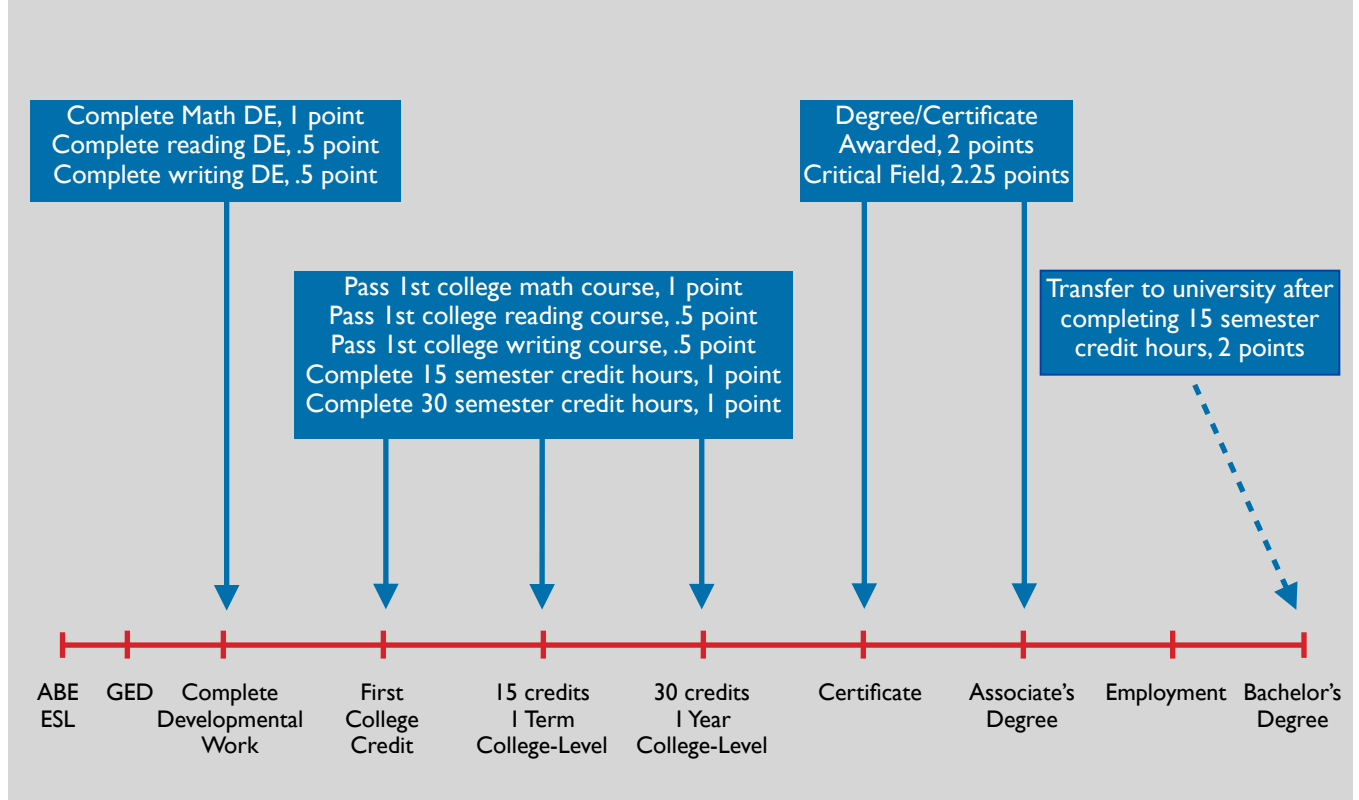 Complete Math DE, 1 point
Complete reading DE, .5 point
Complete writing DE, .5 point
Degree/Certificate
Awarded, 2 points
Critical Field, 2.25 points
Pass 1st college math course, 1 point
Pass 1st college reading course, .5 point
Pass 1st college writing course, .5 point
Complete 15 semester credit hours, 1 point
Complete 30 semester credit hours, 1 point
Transfer to university after
completing 15 semester
credit hours, 2 points
ABE
ESL
GED
Complete
Developmental
Work
First
College
Credit
15 credits
1 Term
College-Level
30 credits
1 Year
College-Level
Certificate
Associate's
Degree
Employment
Bachelor's
Degree